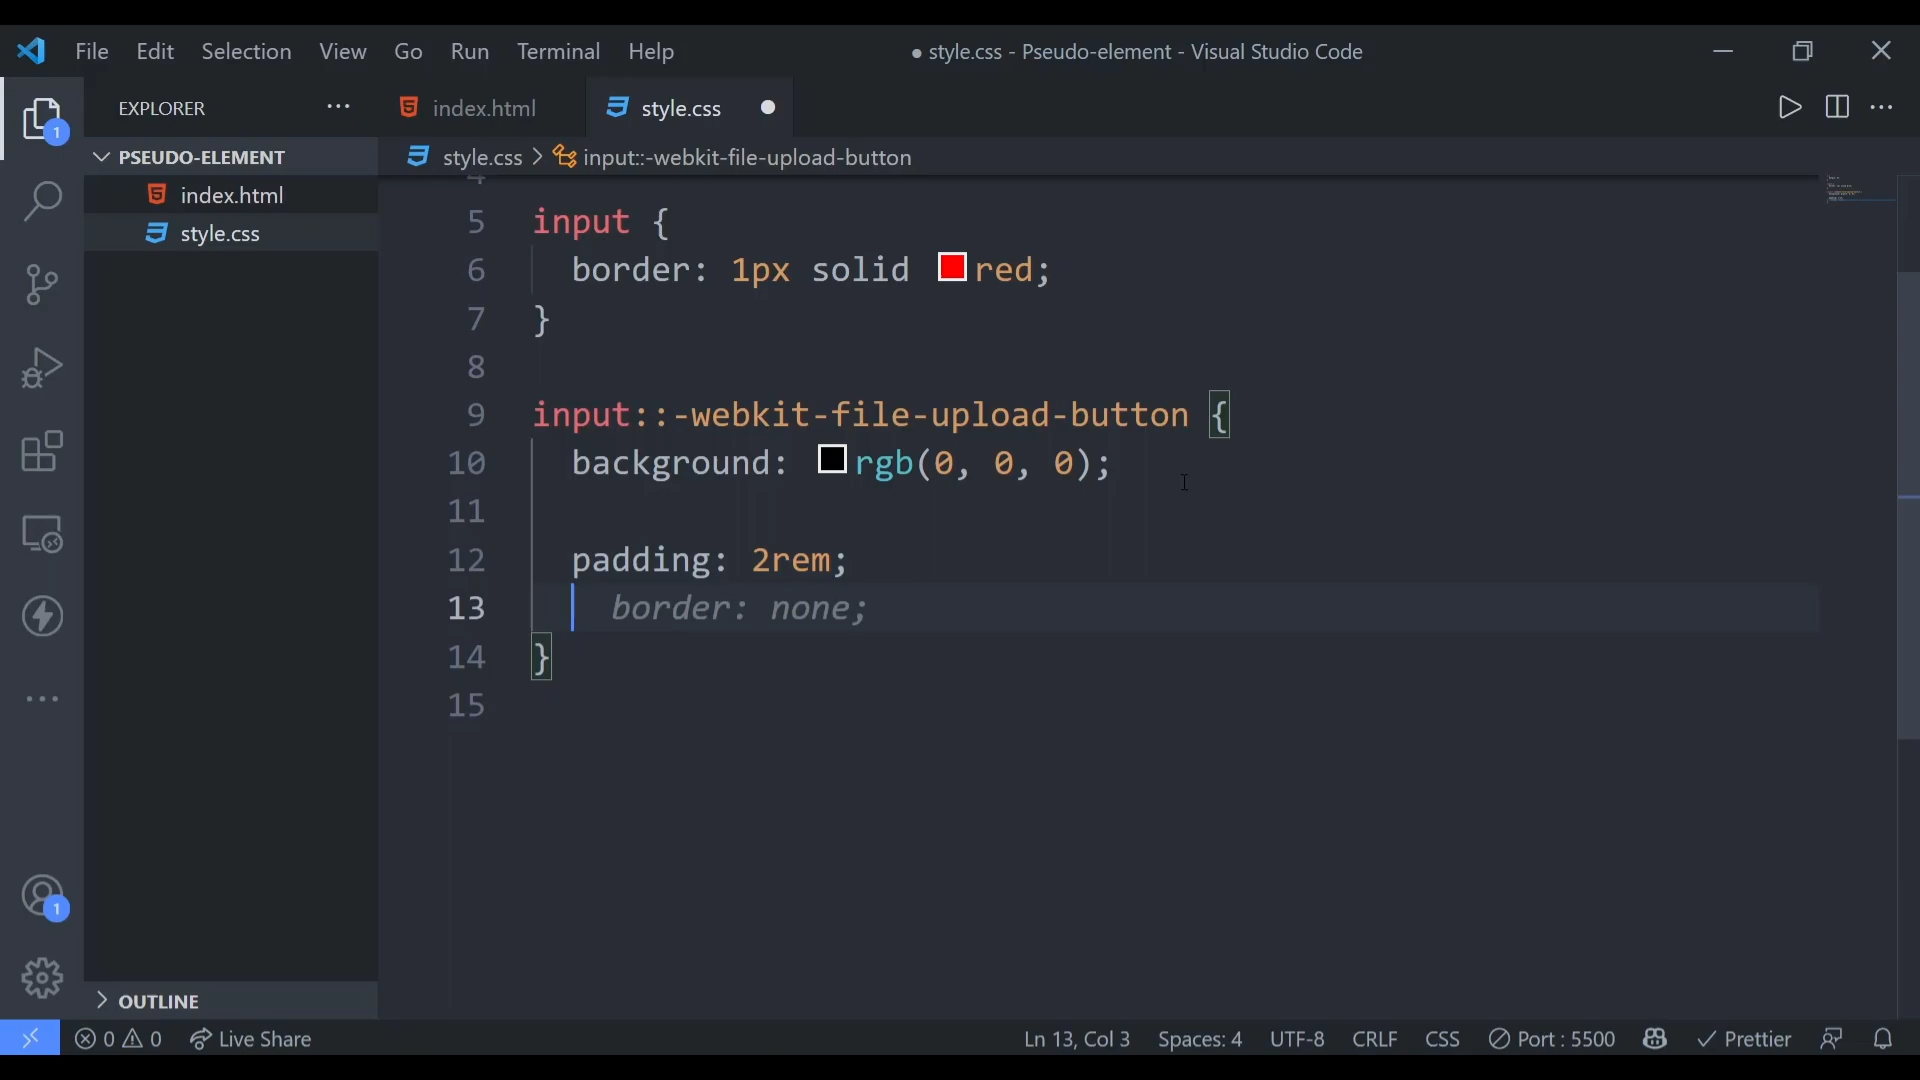 File Edit Selection View Go Run Terminal Help
● style.css - Pseudo-element - Visual Studio Code
EXPLORER
index.html
style.css
1
PSEUDO-ELEMENT
index.html
style.css
style.css > input::-webkit-file-upload-button
5 input {
6 border: 1px solid red;
7 }
8
9 input::-webkit-file-upload-button {
10 background: rgb(0, 0, 0);
11
12 padding: 2rem;
13 border: none;
14 }
15
1
OUTLINE
0 0 Live Share
Ln 13, Col 3 Spaces: 4 UTF-8 CRLF CSS Port : 5500 Prettier